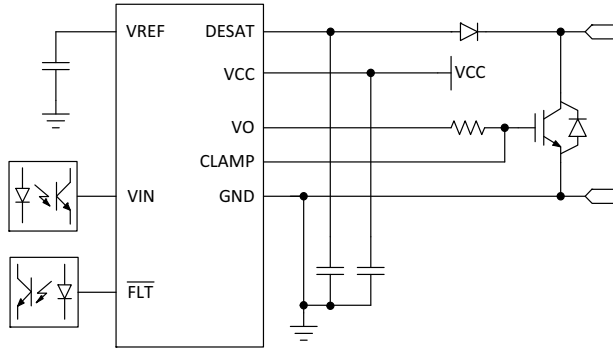 VREF
DESAT
VCC
VCC
VO
CLAMP
VIN
GND
FLT